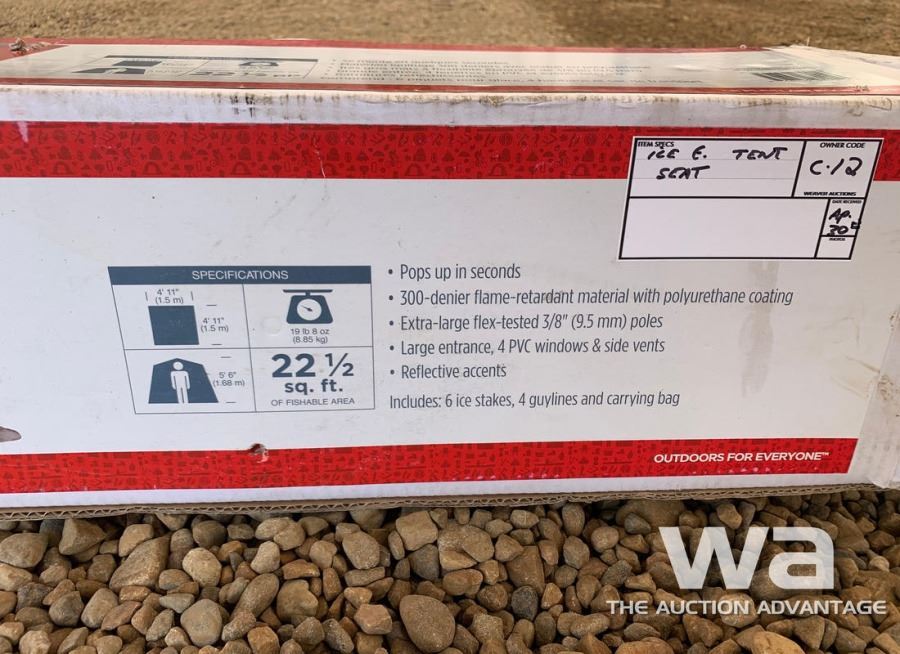 ITEM SPECS
ICE E. TENT
SEAT
OWNER CODE
C-12
WEAVER AUCTIONS
DATE RECEIVED
AP.
30
PHOTOS
SPECIFICATIONS
4' 11"
(1.5 m)
4' 11"
(1.5 m)
19 lb 8 oz
(8.85 kg)
5' 6"
(1.68 m)
22 ½
sq. ft.
OF FISHABLE AREA
• Pops up in seconds
• 300-denier flame-retardant material with polyurethane coating
• Extra-large flex-tested 3/8" (9.5 mm) poles
• Large entrance, 4 PVC windows & side vents
• Reflective accents
Includes: 6 ice stakes, 4 guylines and carrying bag
OUTDOORS FOR EVERYONE™
wa
THE AUCTION ADVANTAGE